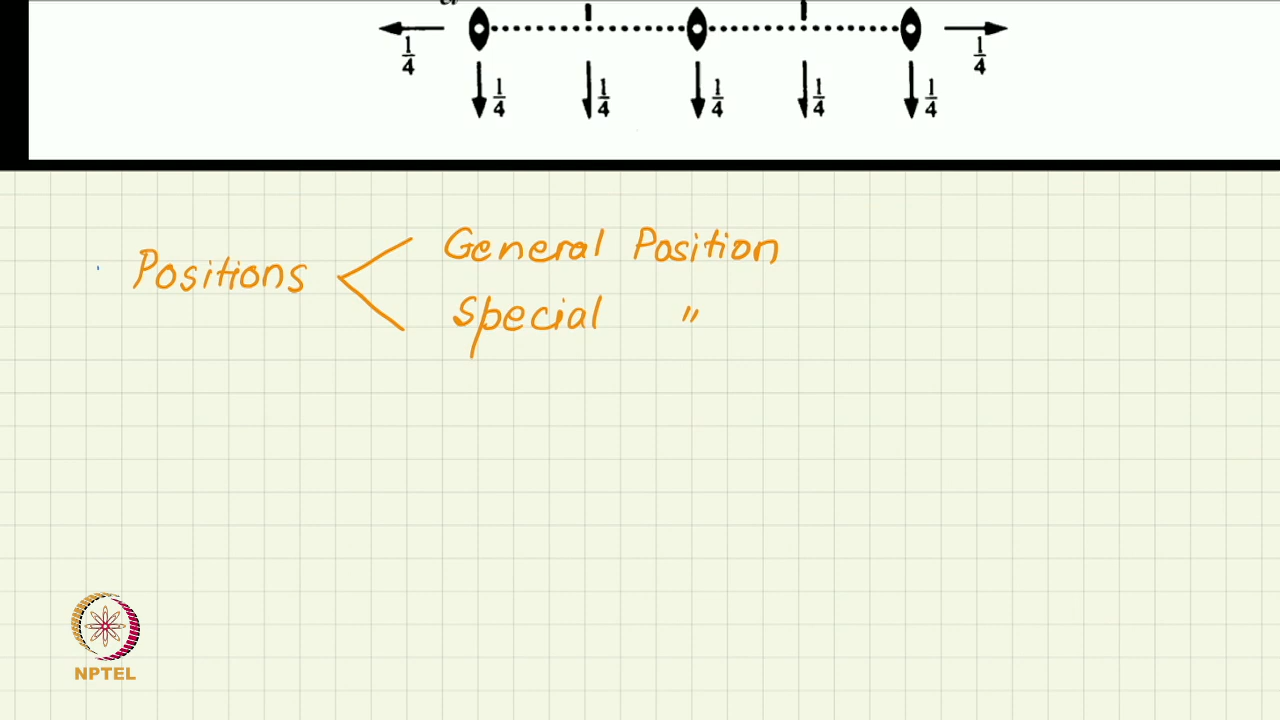 1/4 1/4
1/4 1/4 1/4 1/4 1/4
Positions General Position
Special "
NPTEL